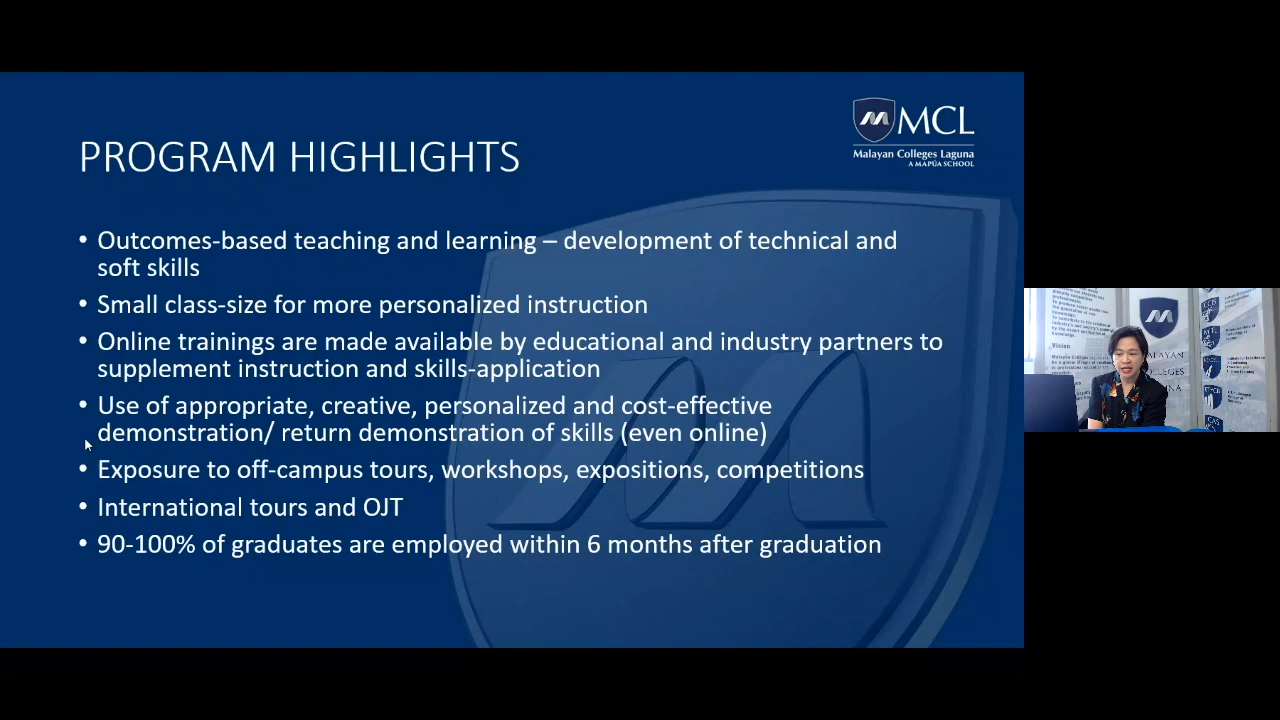 MCL
Malayan Colleges Laguna
A MAPÚA SCHOOL
PROGRAM HIGHLIGHTS
• Outcomes-based teaching and learning – development of technical and
soft skills
• Small class-size for more personalized instruction
• Online trainings are made available by educational and industry partners to
supplement instruction and skills-application
• Use of appropriate, creative, personalized and cost-effective
demonstration/ return demonstration of skills (even online)
• Exposure to off-campus tours, workshops, expositions, competitions
• International tours and OJT
• 90-100% of graduates are employed within 6 months after graduation
Vision